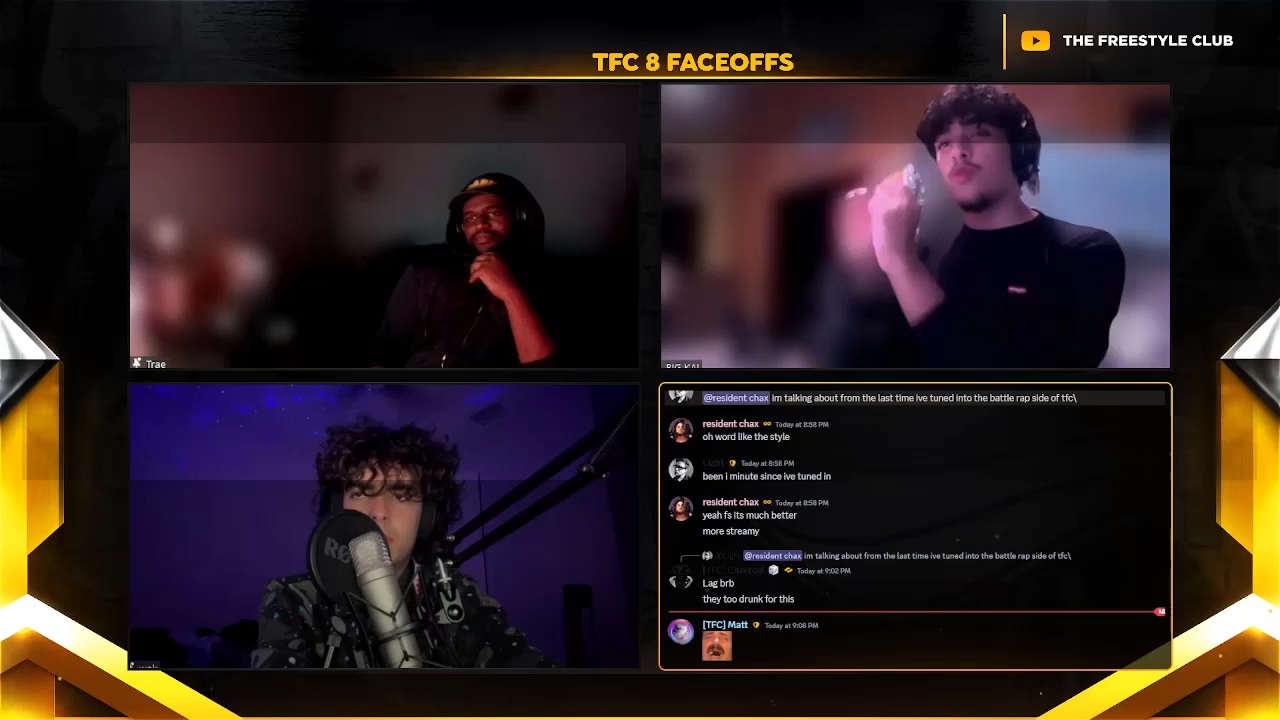 THE FREESTYLE CLUB
TFC 8 FACEOFFS
Trae
BIG KAI
RØ
@resident chax im talking about from the last time ive tuned into the battle rap side of tfc\
resident chax Today at 8:58 PM
oh word like the style
Today at 8:58 PM
been i minute since ive tuned in
resident chax Today at 8:58 PM
yeah fs its much better
more streamy
@resident chax im talking about from the last time ive tuned into the battle rap side of tfc\
Today at 9:02 PM
Lag brb
they too drunk for this
[TFC] Matt Today at 9:08 PM